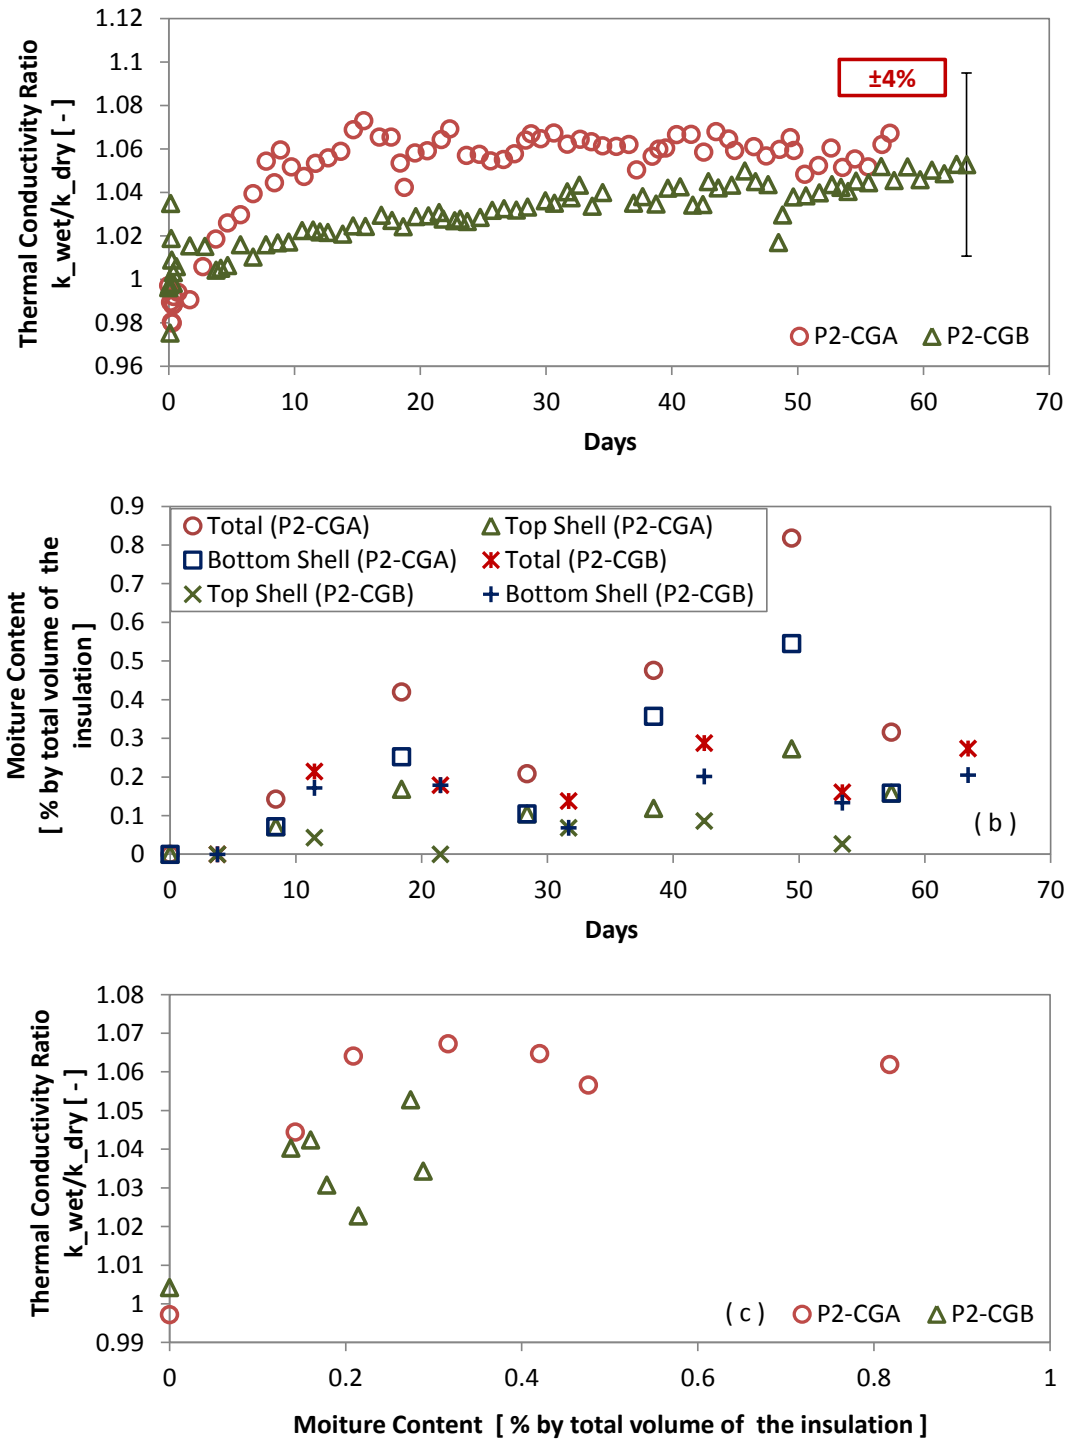 1.12
1.1
1.08
1.06
1.04
1.02
1
0.98
0.96
Thermal Conductivity Ratio
k_wet/k_dry [ - ]
±4%
P2-CGA
P2-CGB
0 10 20 30 40 50 60 70
Days
0.9
0.8
0.7
0.6
0.5
0.4
0.3
0.2
0.1
0
Moiture Content
[ % by total volume of the
insulation ]
Total (P2-CGA)
Top Shell (P2-CGA)
Bottom Shell (P2-CGA)
Total (P2-CGB)
Top Shell (P2-CGB)
Bottom Shell (P2-CGB)
( b )
0 10 20 30 40 50 60 70
Days
1.08
1.07
1.06
1.05
1.04
1.03
1.02
1.01
1
0.99
Thermal Conductivity Ratio
k_wet/k_dry [ - ]
( c )
P2-CGA
P2-CGB
0 0.2 0.4 0.6 0.8 1
Moiture Content [ % by total volume of the insulation ]